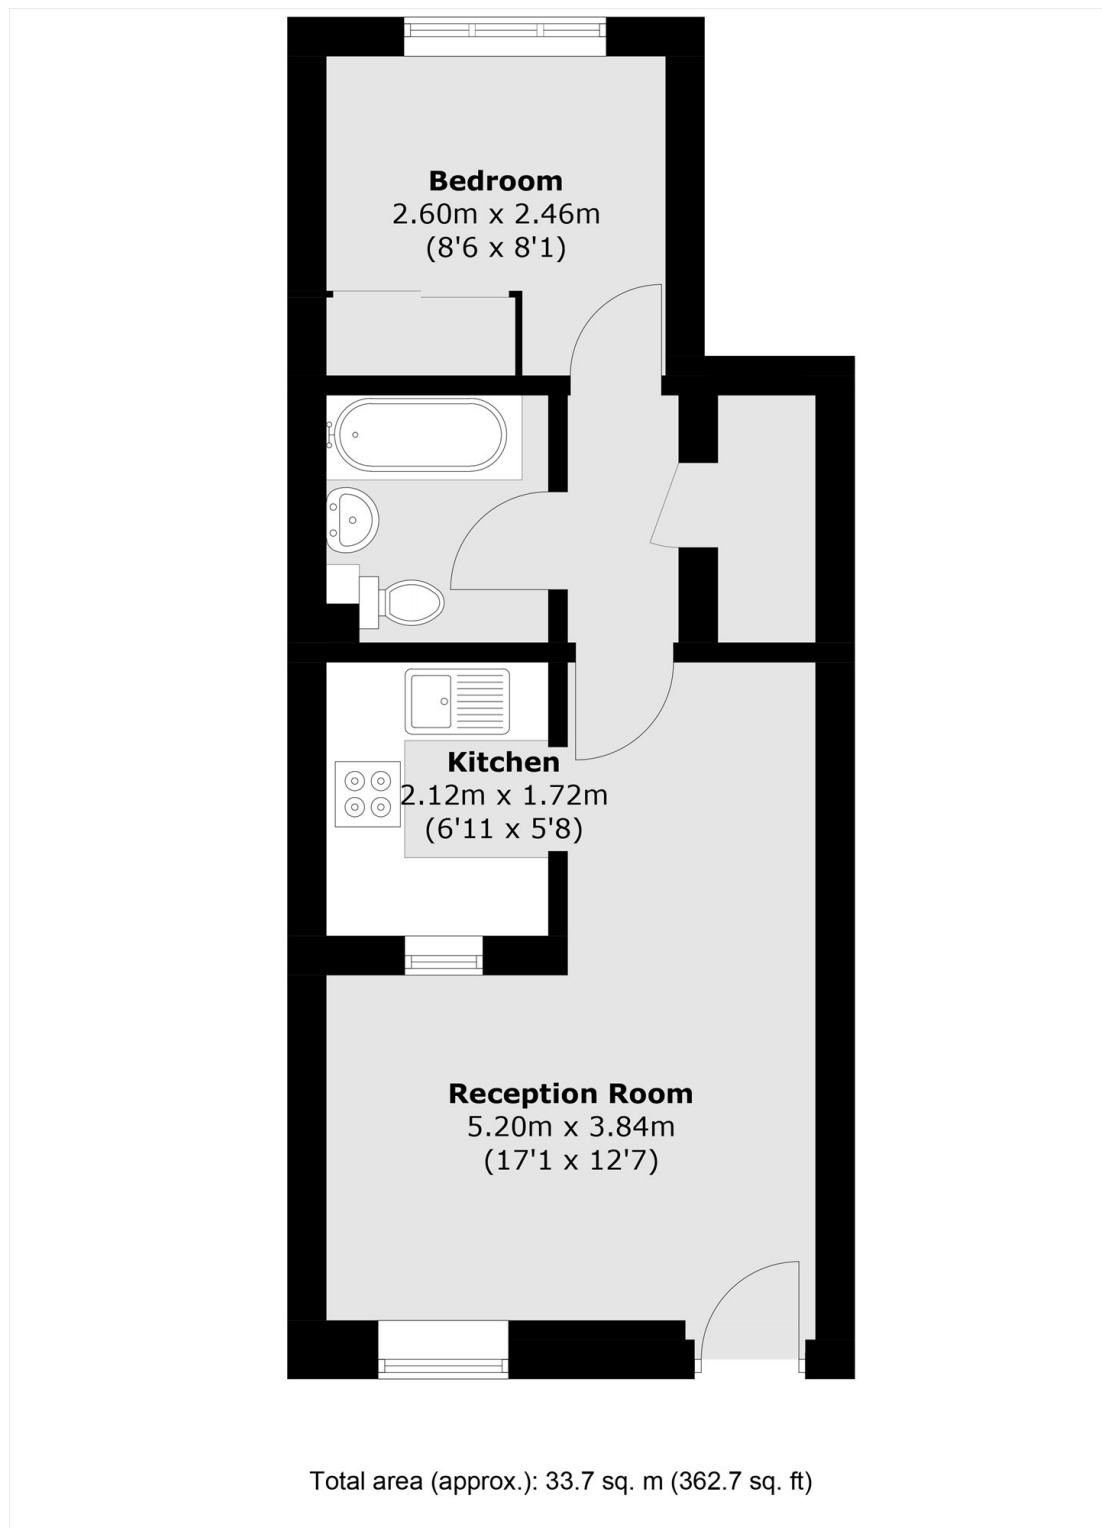 Bedroom
2.60m x 2.46m
(8'6 x 8'1)
Kitchen
2.12m x 1.72m
(6'11 x 5'8)
Reception Room
5.20m x 3.84m
(17'1 x 12'7)
Total area (approx.): 33.7 sq. m (362.7 sq. ft)